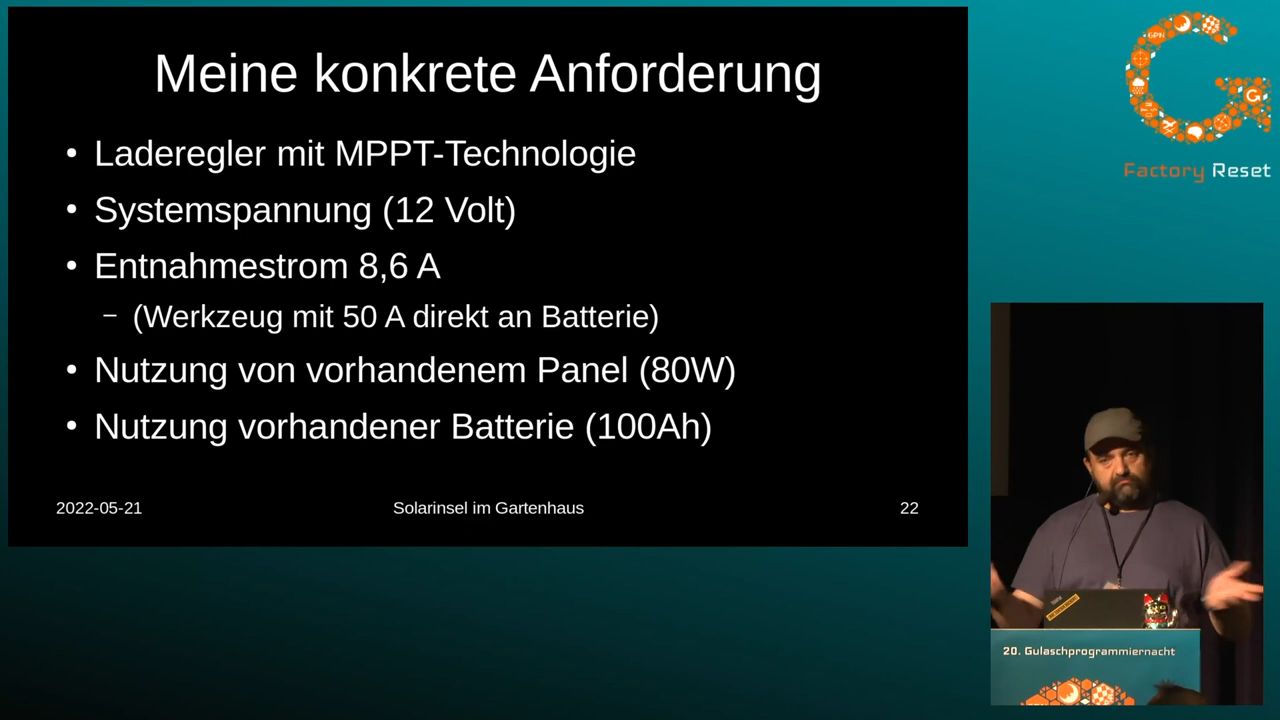 Meine konkrete Anforderung
• Laderegler mit MPPT-Technologie
• Systemspannung (12 Volt)
• Entnahmestrom 8,6 A
– (Werkzeug mit 50 A direkt an Batterie)
• Nutzung von vorhandenem Panel (80W)
• Nutzung vorhandener Batterie (100Ah)
2022-05-21 Solarinsel im Gartenhaus 22
GPN
Factory Reset
20. Gulaschprogrammiernacht